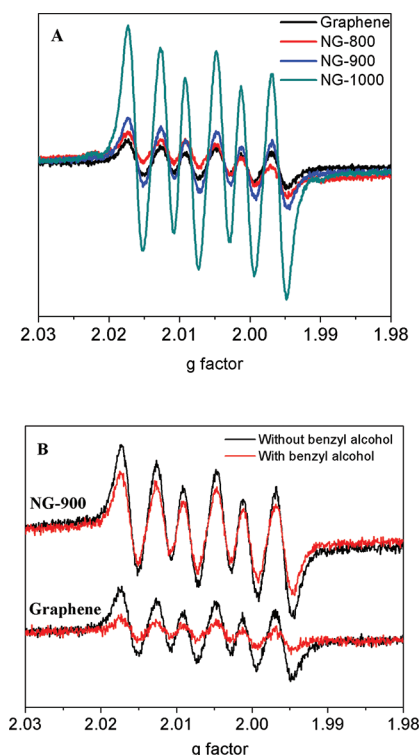 A
Graphene
NG-800
NG-900
NG-1000
2.03 2.02 2.01 2.00 1.99 1.98
g factor
B
Without benzyl alcohol
With benzyl alcohol
NG-900
Graphene
2.03 2.02 2.01 2.00 1.99 1.98
g factor